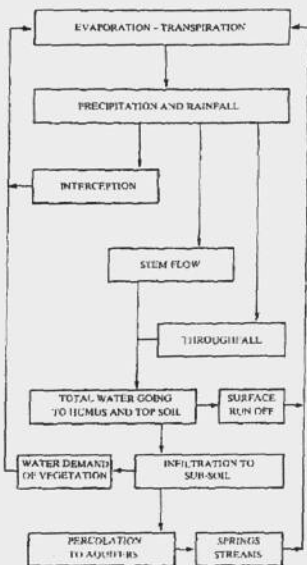 EVAPORATION - TRANSPIRATION
PRECIPITATION AND RAINFALL
INTERCEPTION
STEM FLOW
THROUGHFALL
TOTAL WATER GOING
TO HUMUS AND TOP SOIL
SURFACE
RUN OFF
WATER DEMAND
OF VEGETATION
INFILTRATION TO
SUB-SOIL
PERCOLATION
TO AQUIFERS
SPRINGS
STREAMS